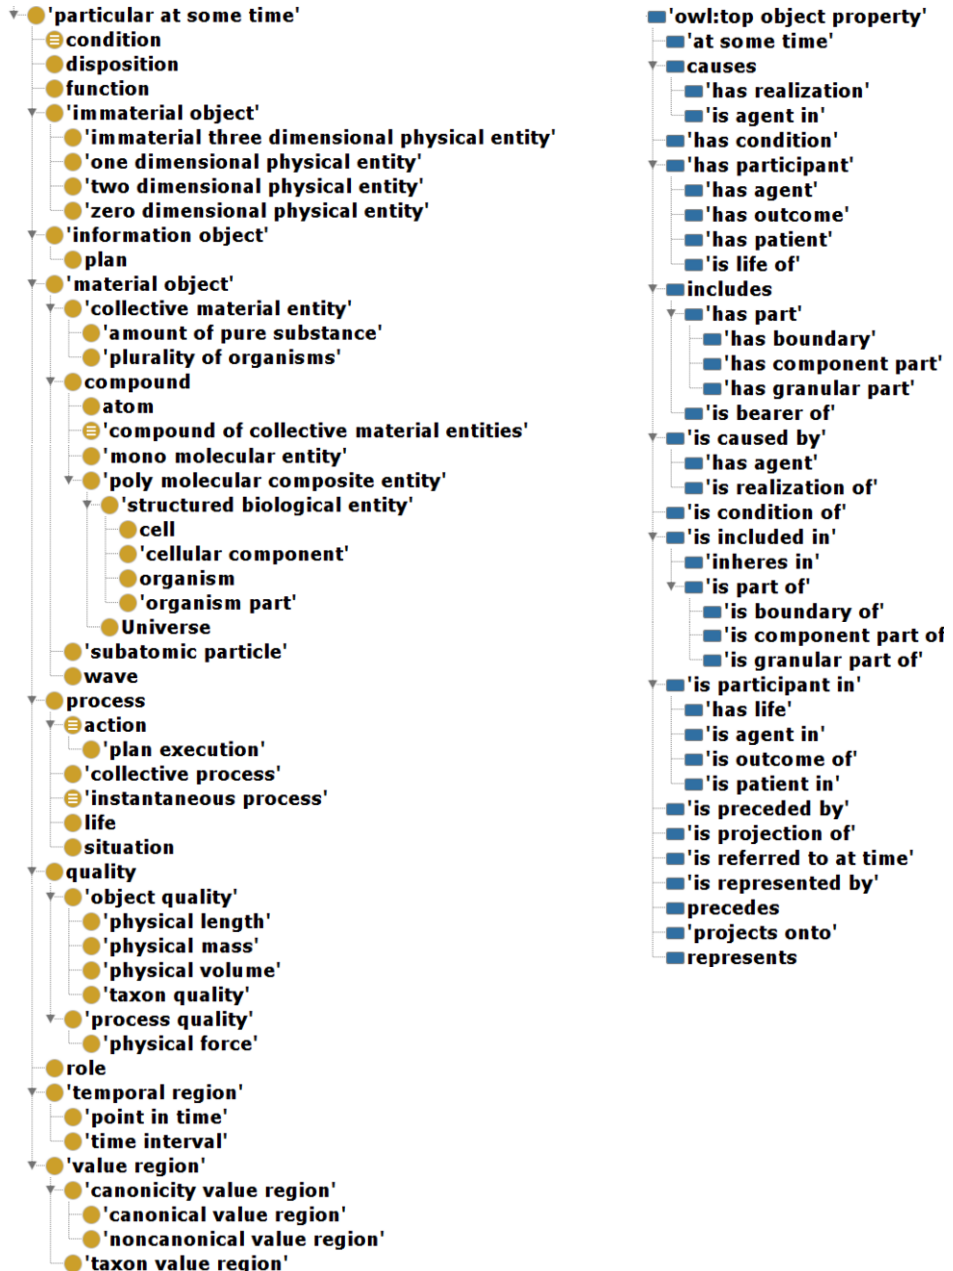 'particular at some time'
condition
disposition
function
'immaterial object'
'immaterial three dimensional physical entity'
'one dimensional physical entity'
'two dimensional physical entity'
'zero dimensional physical entity'
'information object'
plan
'material object'
'collective material entity'
'amount of pure substance'
'plurality of organisms'
compound
atom
'compound of collective material entities'
'mono molecular entity'
'poly molecular composite entity'
'structured biological entity'
cell
'cellular component'
organism
'organism part'
Universe
'subatomic particle'
wave
process
action
'plan execution'
'collective process'
'instantaneous process'
life
situation
quality
'object quality'
'physical length'
'physical mass'
'physical volume'
'taxon quality'
'process quality'
'physical force'
role
'temporal region'
'point in time'
'time interval'
'value region'
'canonicity value region'
'canonical value region'
'noncanonical value region'
'taxon value region'
'owl:top object property'
'at some time'
causes
'has realization'
'is agent in'
'has condition'
'has participant'
'has agent'
'has outcome'
'has patient'
'is life of'
includes
'has part'
'has boundary'
'has component part'
'has granular part'
'is bearer of'
'is caused by'
'has agent'
'is realization of'
'is condition of'
'is included in'
'inheres in'
'is part of'
'is boundary of'
'is component part of
'is granular part of'
'is participant in'
'has life'
'is agent in'
'is outcome of'
'is patient in'
'is preceded by'
'is projection of'
'is referred to at time'
'is represented by'
precedes
'projects onto'
represents